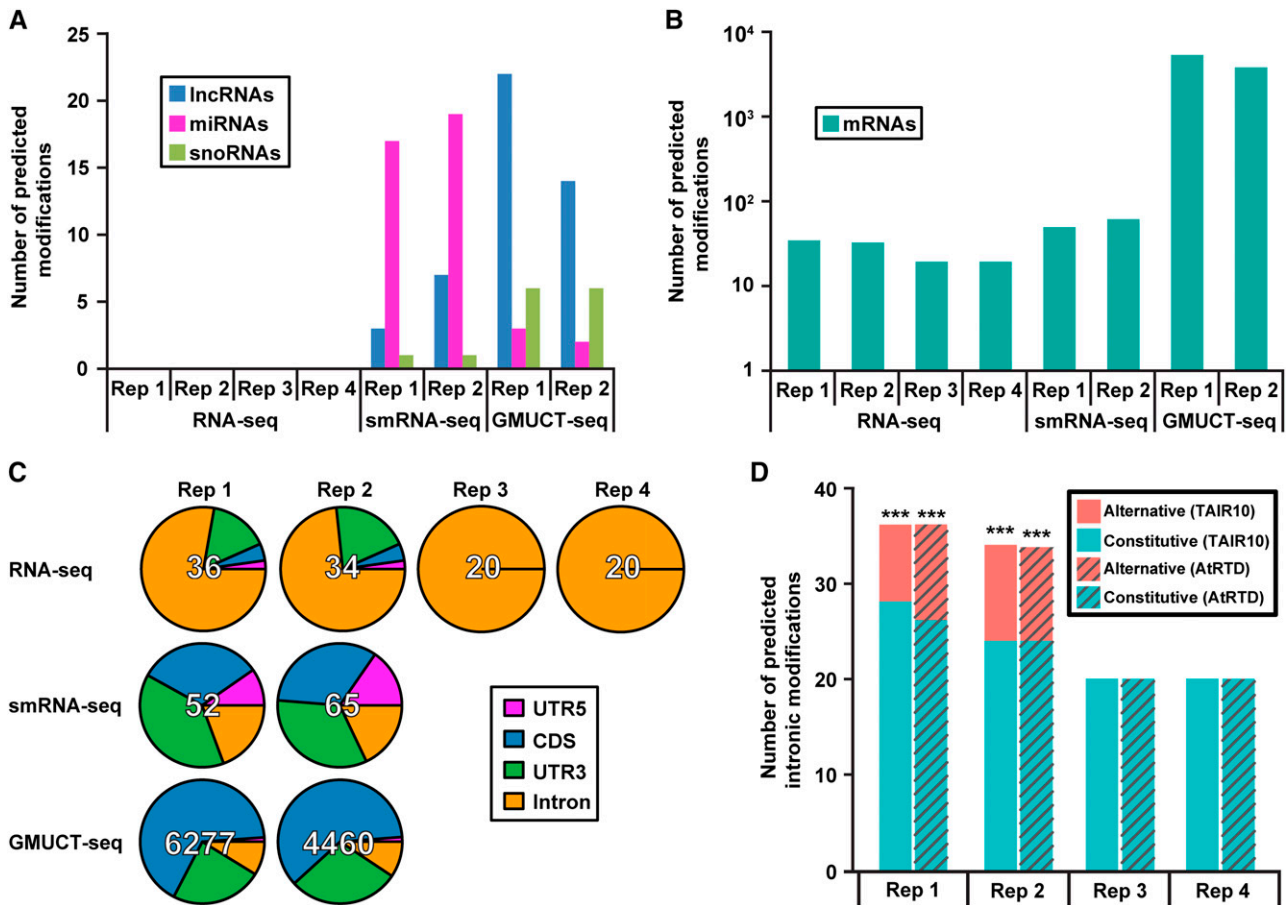 A
Number of predicted
modifications
25
20
15
10
5
0
lncRNAs
miRNAs
snoRNAs
Rep 1 Rep 2 Rep 3 Rep 4 Rep 1 Rep 2 Rep 1 Rep 2
RNA-seq smRNA-seq GMUCT-seq
B
Number of predicted
modifications
10⁴
10³
10²
10
1
mRNAs
Rep 1 Rep 2 Rep 3 Rep 4 Rep 1 Rep 2 Rep 1 Rep 2
RNA-seq smRNA-seq GMUCT-seq
C
Rep 1 Rep 2 Rep 3 Rep 4
RNA-seq 36 34 20 20
smRNA-seq 52 65
GMUCT-seq 6277 4460
UTR5
CDS
UTR3
Intron
D
Number of predicted
intronic modifications
40
30
20
10
0
*** *** *** ***
Alternative (TAIR10)
Constitutive (TAIR10)
Alternative (AtRTD)
Constitutive (AtRTD)
Rep 1 Rep 2 Rep 3 Rep 4